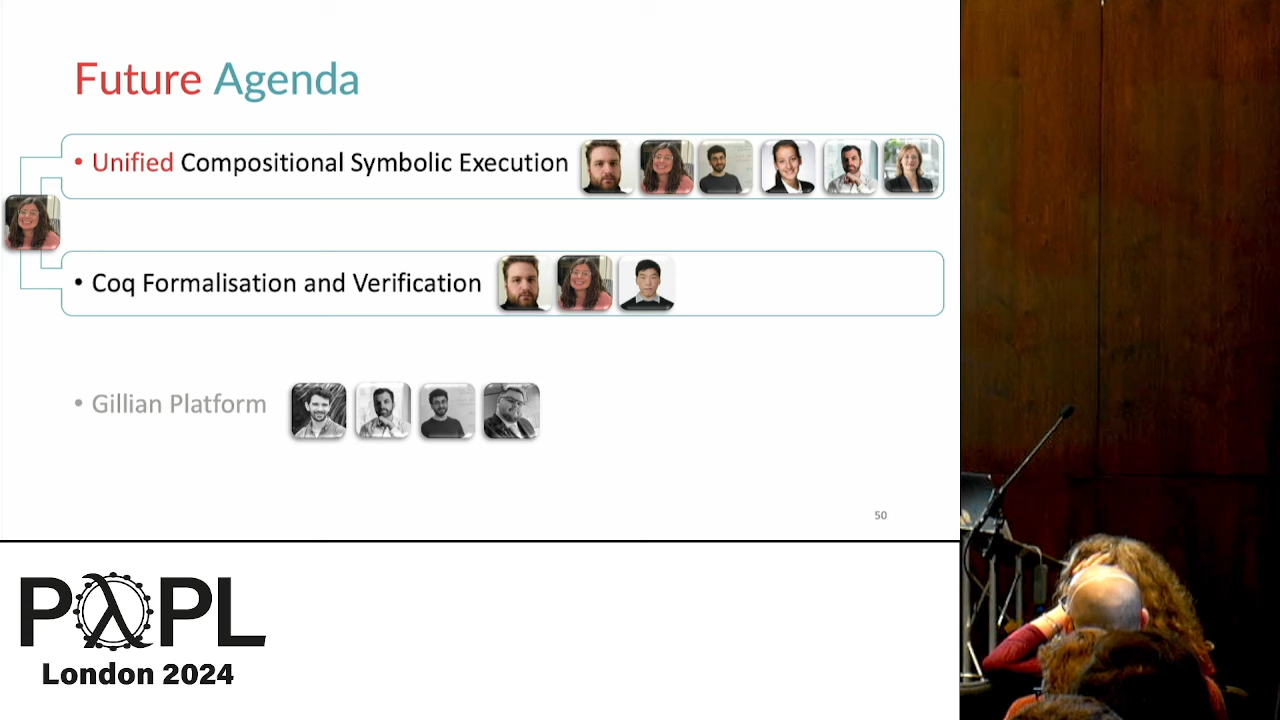 Future Agenda
• Unified Compositional Symbolic Execution
• Coq Formalisation and Verification
• Gillian Platform
50
PλPL
London 2024